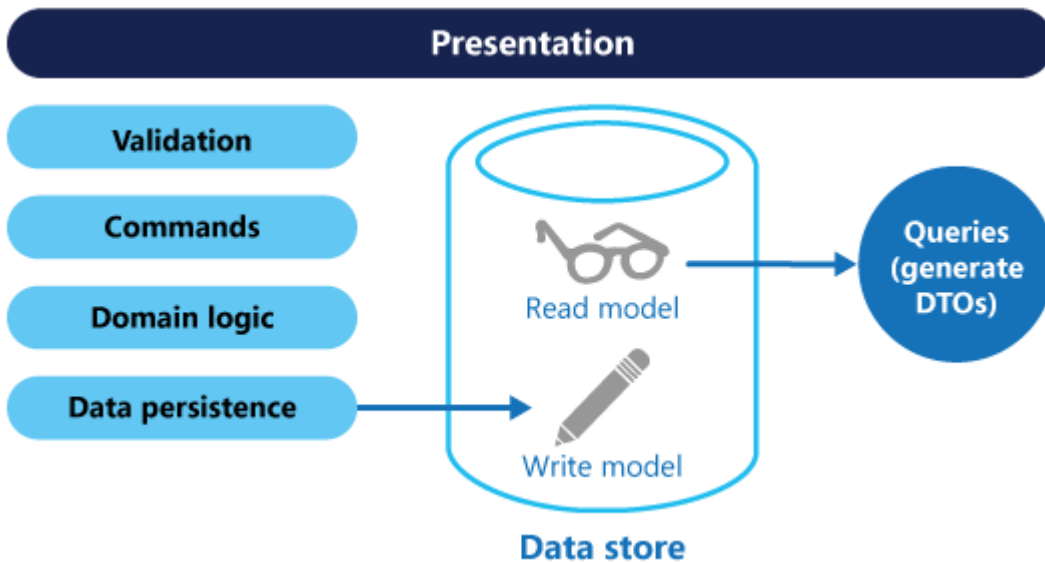 Presentation
Validation
Commands
Domain logic
Data persistence
Read model
Write model
Data store
Queries
(generate
DTOs)